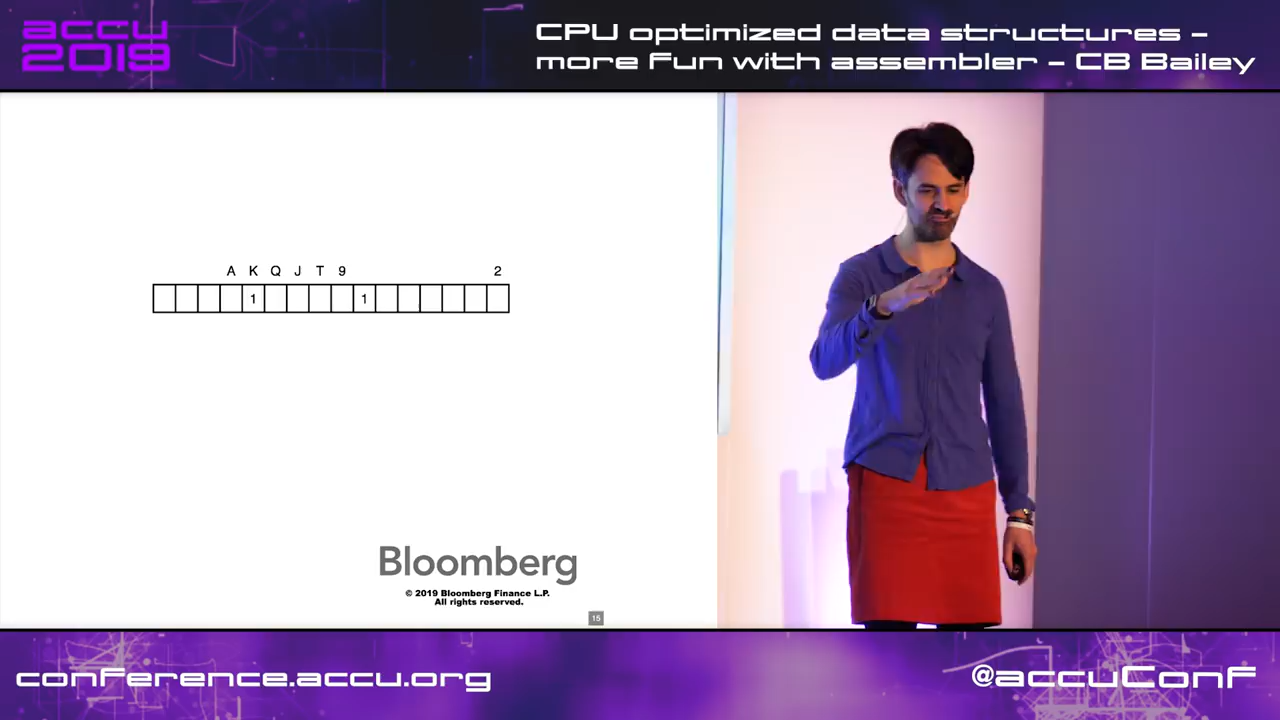 accu
2019
CPU optimized data structures –
more Fun with assembler – CB Bailey
A K Q J T 9 2
1 1
Bloomberg
© 2019 Bloomberg Finance L.P.
All rights reserved.
15
conference.accu.org
@accuConf